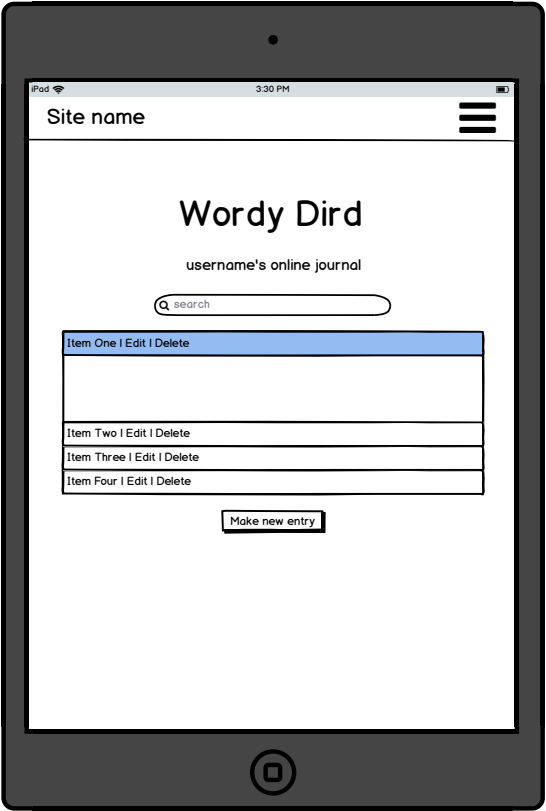 iPad 3:30 PM
Site name
Wordy Dird
username's online journal
search
Item One | Edit | Delete
Item Two | Edit | Delete
Item Three | Edit | Delete
Item Four | Edit | Delete
Make new entry